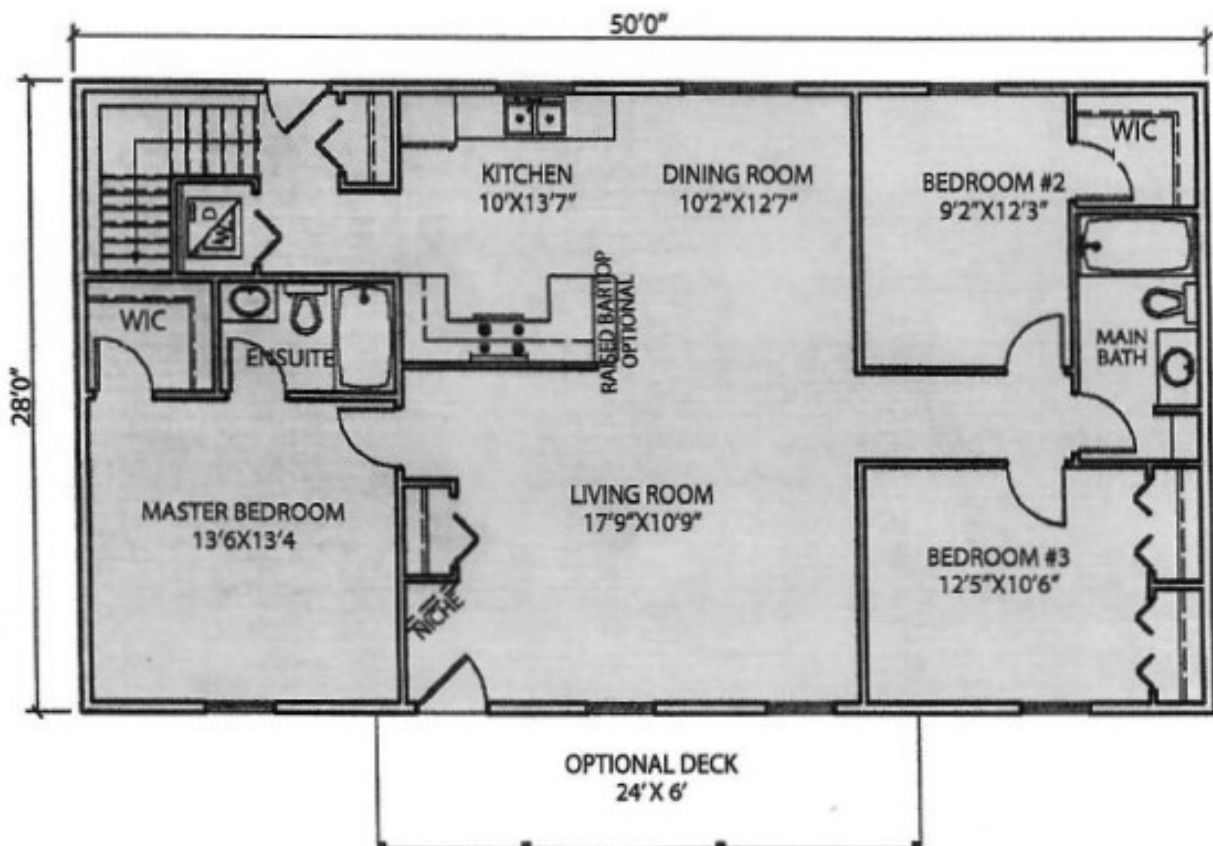 50'0"
28'0"
KITCHEN
10'X13'7"
DINING ROOM
10'2"X12'7"
BEDROOM #2
9'2"X12'3"
WIC
W
D
WIC
ENSUITE
RAISED BARTOP
OPTIONAL
MAIN
BATH
MASTER BEDROOM
13'6X13'4
LIVING ROOM
17'9"X10'9"
BEDROOM #3
12'5"X10'6"
NICHE
OPTIONAL DECK
24' X 6'